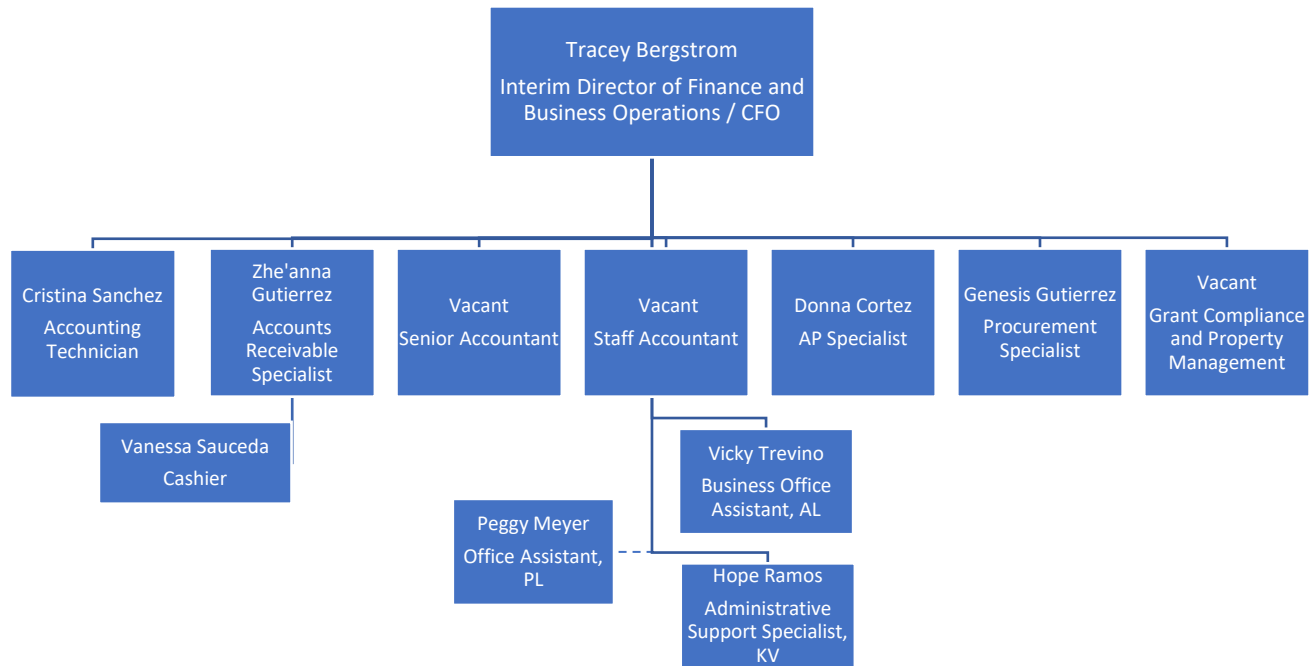 Tracey Bergstrom
Interim Director of Finance and
Business Operations / CFO
Cristina Sanchez
Accounting
Technician
Zhe'anna
Gutierrez
Accounts
Receivable
Specialist
Vacant
Senior Accountant
Vacant
Staff Accountant
Donna Cortez
AP Specialist
Genesis Gutierrez
Procurement
Specialist
Vacant
Grant Compliance
and Property
Management
Vanessa Sauceda
Cashier
Vicky Trevino
Business Office
Assistant, AL
Peggy Meyer
Office Assistant,
PL
Hope Ramos
Administrative
Support Specialist,
KV